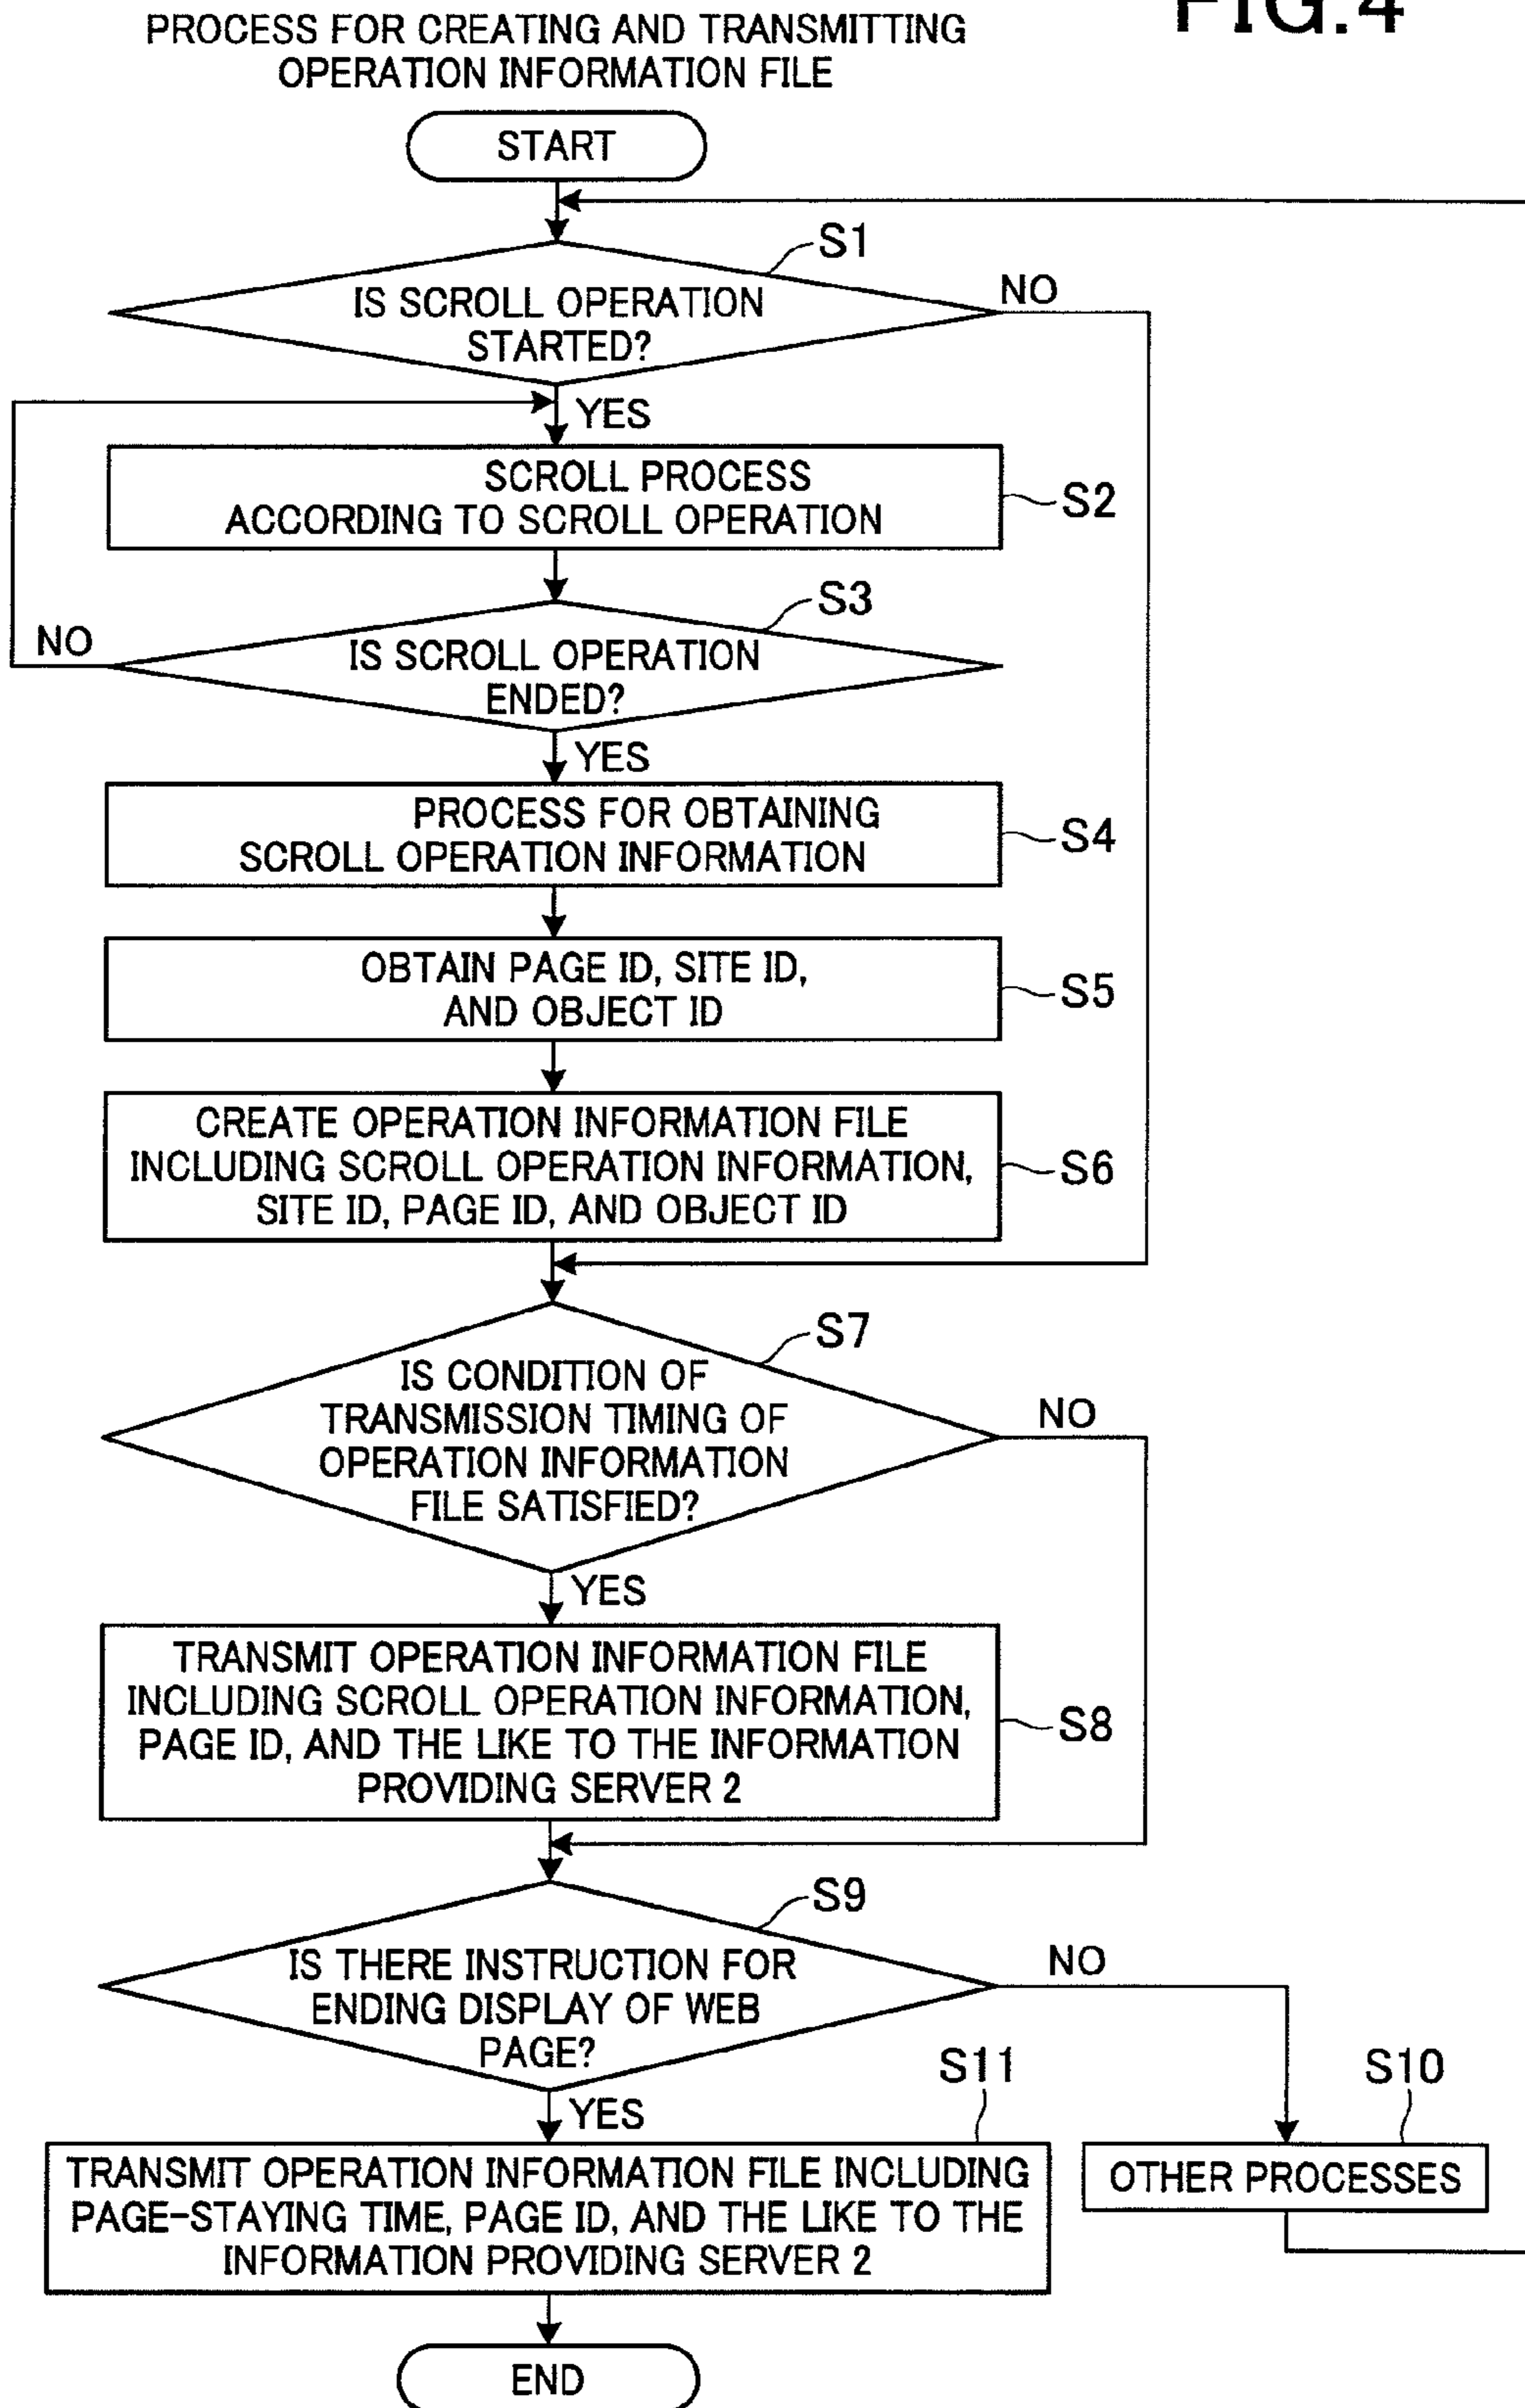 FIG.4
PROCESS FOR CREATING AND TRANSMITTING
OPERATION INFORMATION FILE
START
S1
IS SCROLL OPERATION
STARTED?
NO
YES
SCROLL PROCESS
ACCORDING TO SCROLL OPERATION
S2
S3
IS SCROLL OPERATION
ENDED?
NO
YES
PROCESS FOR OBTAINING
SCROLL OPERATION INFORMATION
S4
OBTAIN PAGE ID, SITE ID,
AND OBJECT ID
S5
CREATE OPERATION INFORMATION FILE
INCLUDING SCROLL OPERATION INFORMATION,
SITE ID, PAGE ID, AND OBJECT ID
S6
S7
IS CONDITION OF
TRANSMISSION TIMING OF
OPERATION INFORMATION
FILE SATISFIED?
NO
YES
TRANSMIT OPERATION INFORMATION FILE
INCLUDING SCROLL OPERATION INFORMATION,
PAGE ID, AND THE LIKE TO THE INFORMATION
PROVIDING SERVER 2
S8
S9
IS THERE INSTRUCTION FOR
ENDING DISPLAY OF WEB
PAGE?
NO
YES
S11
TRANSMIT OPERATION INFORMATION FILE INCLUDING
PAGE-STAYING TIME, PAGE ID, AND THE LIKE TO THE
INFORMATION PROVIDING SERVER 2
S10
OTHER PROCESSES
END